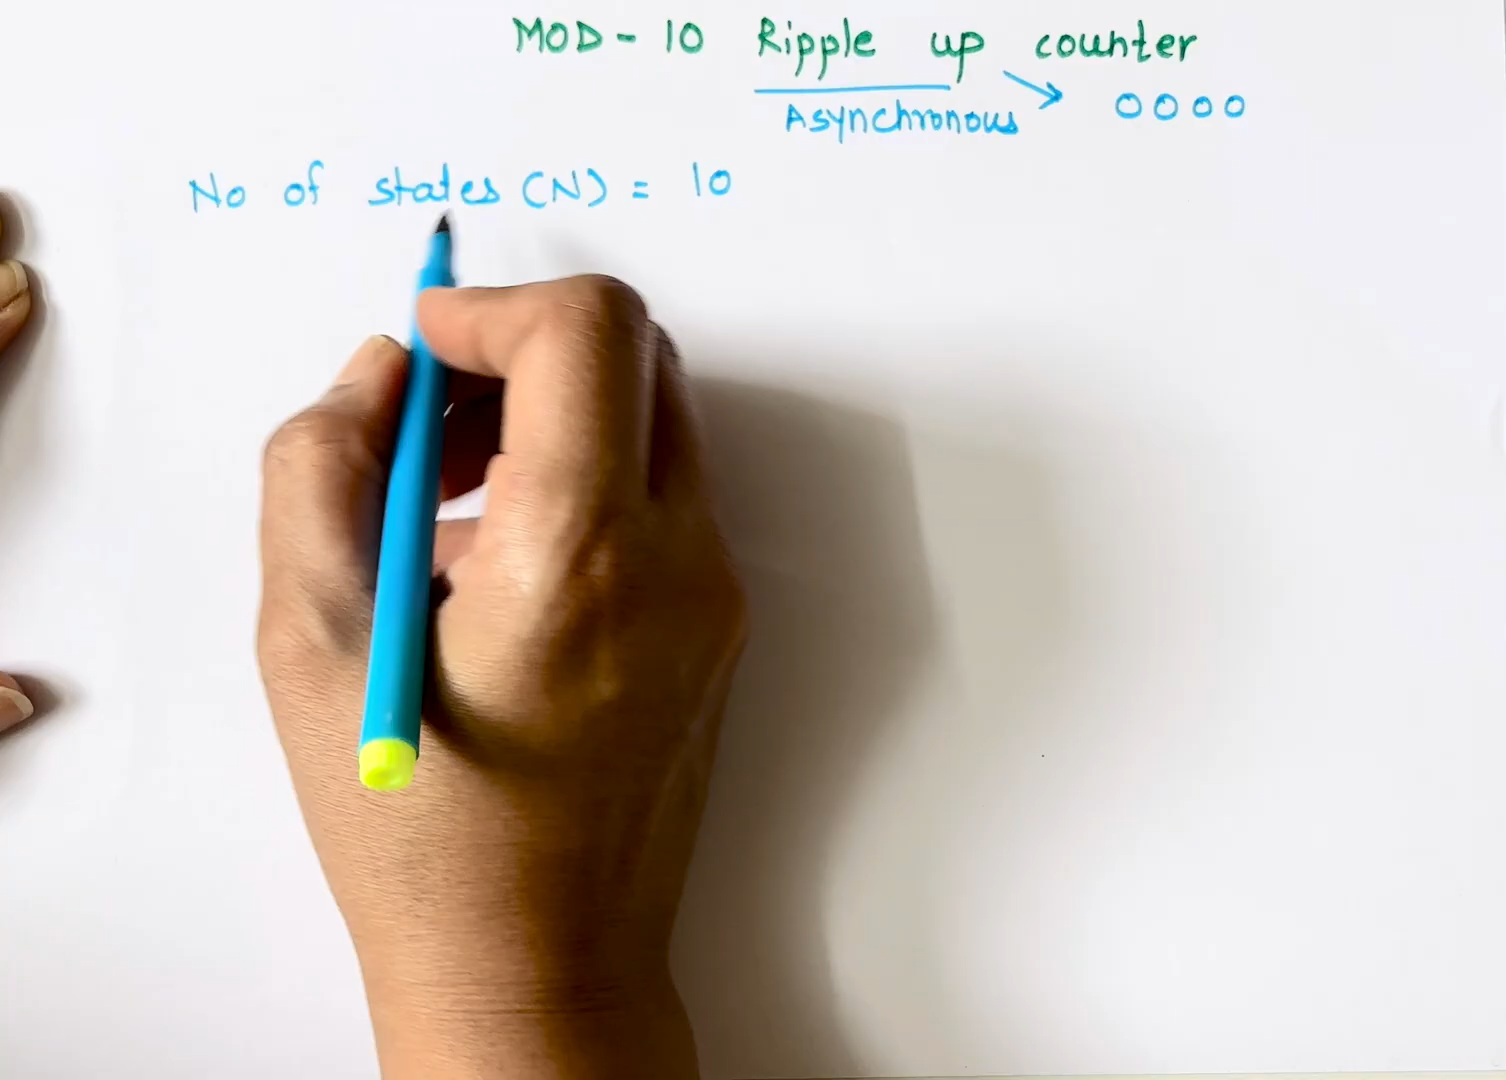 MOD - 10 Ripple up counter
Asynchronous → 0000
No of states (N) = 10